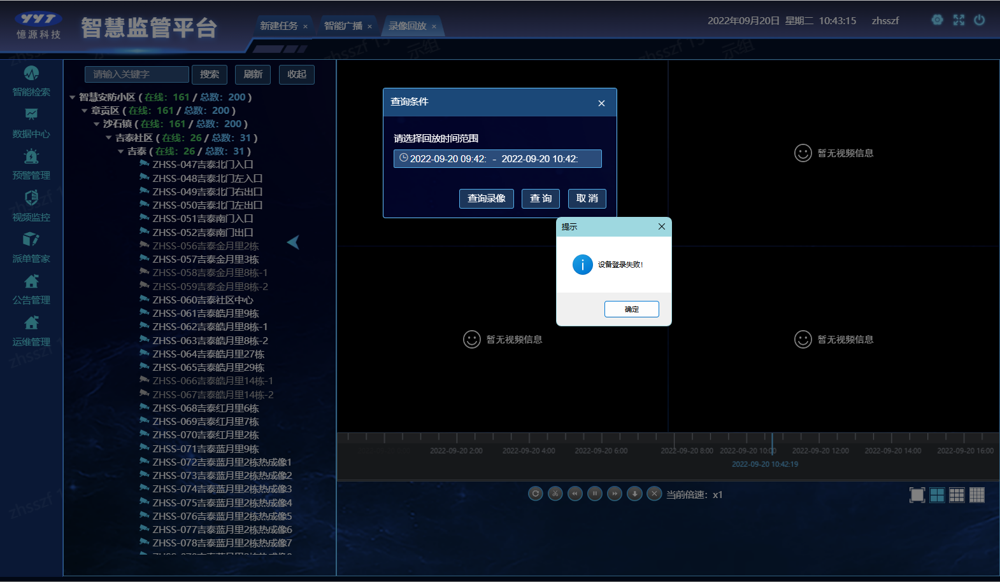 YYT
憶源科技
智慧监管平台
新建任务 ×
智能广播 ×
录像回放 ×
2022年09月20日 星期二 10:43:15
zhsszf
智能检索
数据中心
预警管理
视频监控
派单管家
公告管理
运维管理
请输入关键字
搜索
刷新
收起
智慧安防小区 ( 在线：161 / 总数：200 )
章贡区 ( 在线：161 / 总数：200 )
沙石镇 ( 在线：161 / 总数：200 )
吉泰社区 ( 在线：26 / 总数：31 )
吉泰 ( 在线：26 / 总数：31 )
ZHSS-047吉泰北门入口
ZHSS-048吉泰北门左入口
ZHSS-049吉泰北门右出口
ZHSS-050吉泰北门左出口
ZHSS-051吉泰南门入口
ZHSS-052吉泰南门出口
ZHSS-056吉泰金月里2栋
ZHSS-057吉泰金月里3栋
ZHSS-058吉泰金月里8栋-1
ZHSS-059吉泰金月里8栋-2
ZHSS-060吉泰社区中心
ZHSS-061吉泰皓月里9栋
ZHSS-062吉泰皓月里8栋-1
ZHSS-063吉泰皓月里8栋-2
ZHSS-064吉泰皓月里27栋
ZHSS-065吉泰皓月里29栋
ZHSS-066吉泰皓月里14栋-1
ZHSS-067吉泰皓月里14栋-2
ZHSS-068吉泰红月里6栋
ZHSS-069吉泰红月里7栋
ZHSS-070吉泰红月里2栋
ZHSS-071吉泰蓝月里9栋
ZHSS-072吉泰蓝月里2栋热成像1
ZHSS-073吉泰蓝月里2栋热成像2
ZHSS-074吉泰蓝月里2栋热成像3
ZHSS-075吉泰蓝月里2栋热成像4
ZHSS-076吉泰蓝月里2栋热成像5
ZHSS-077吉泰蓝月里2栋热成像6
ZHSS-078吉泰蓝月里2栋热成像7
查询条件
请选择回放时间范围
2022-09-20 09:42: - 2022-09-20 10:42:
查询录像
查 询
取 消
提示
设备登录失败!
确定
暂无视频信息
暂无视频信息
暂无视频信息
2022-09-20 2:00
2022-09-20 4:00
2022-09-20 6:00
2022-09-20 8:00
2022-09-20 10:00
2022-09-20 12:00
2022-09-20 14:00
2022-09-20 16:00
2022-09-20 10:42:19
当前倍速：x1